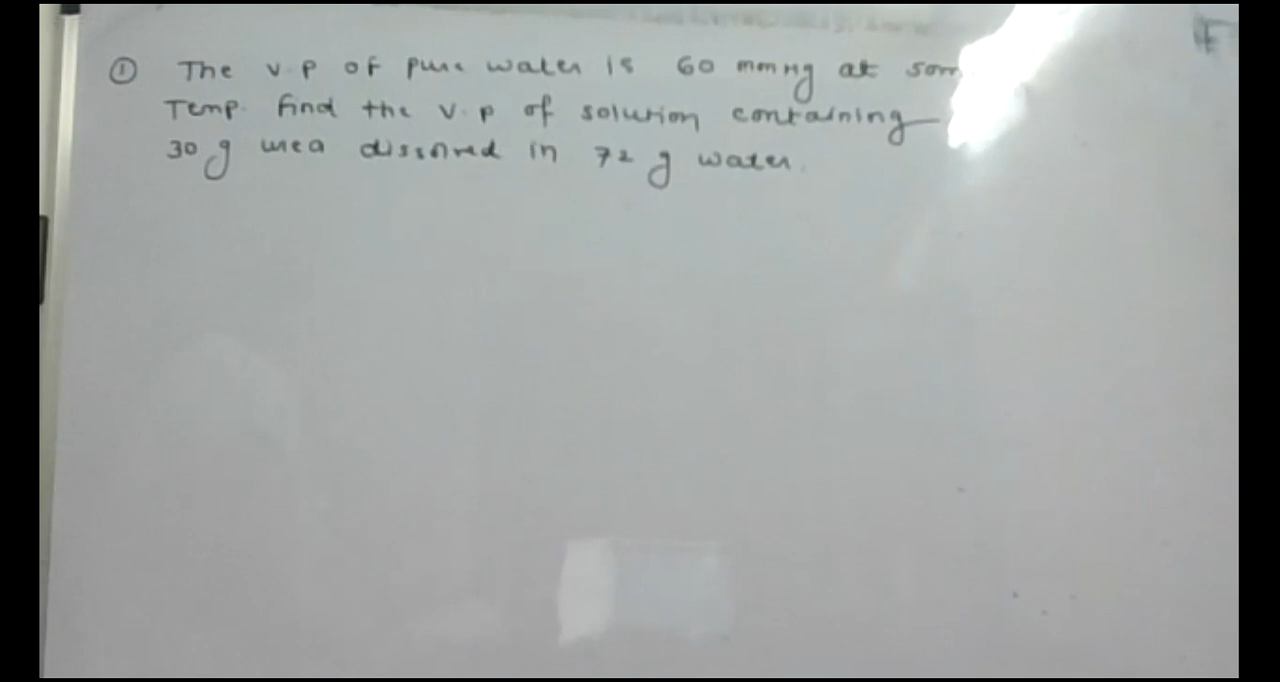 ① The v.p of pure water is 60 mmHg at som
Temp. find the v.p of solution containing
30 g urea dissolved in 72 g water.